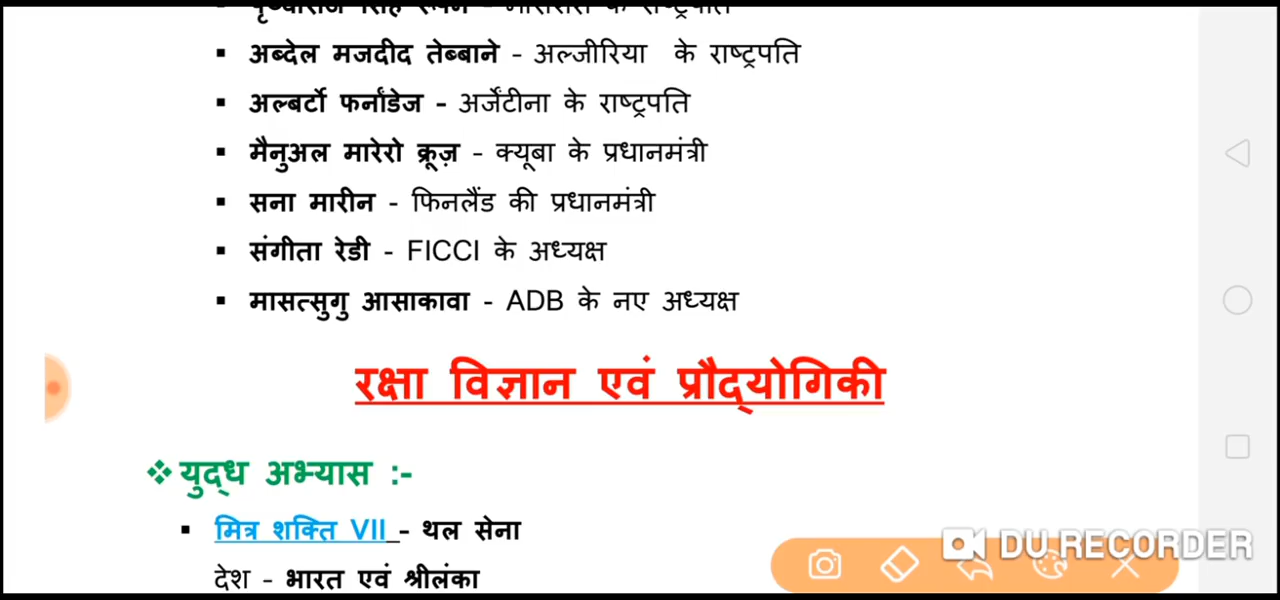 ▪ अब्देल मजदीद तेब्बाने - अल्जीरिया के राष्ट्रपति
▪ अल्बर्टो फर्नांडेज - अर्जेंटीना के राष्ट्रपति
▪ मैनुअल मारेरो क्रूज़ - क्यूबा के प्रधानमंत्री
▪ सना मारीन - फिनलैंड की प्रधानमंत्री
▪ संगीता रेडी - FICCI के अध्यक्ष
▪ मासत्सुगु आसाकावा - ADB के नए अध्यक्ष
रक्षा विज्ञान एवं प्रौद्योगिकी
❖ युद्ध अभ्यास :-
▪ मित्र शक्ति VII - थल सेना
देश - भारत एवं श्रीलंका
DU RECORDER